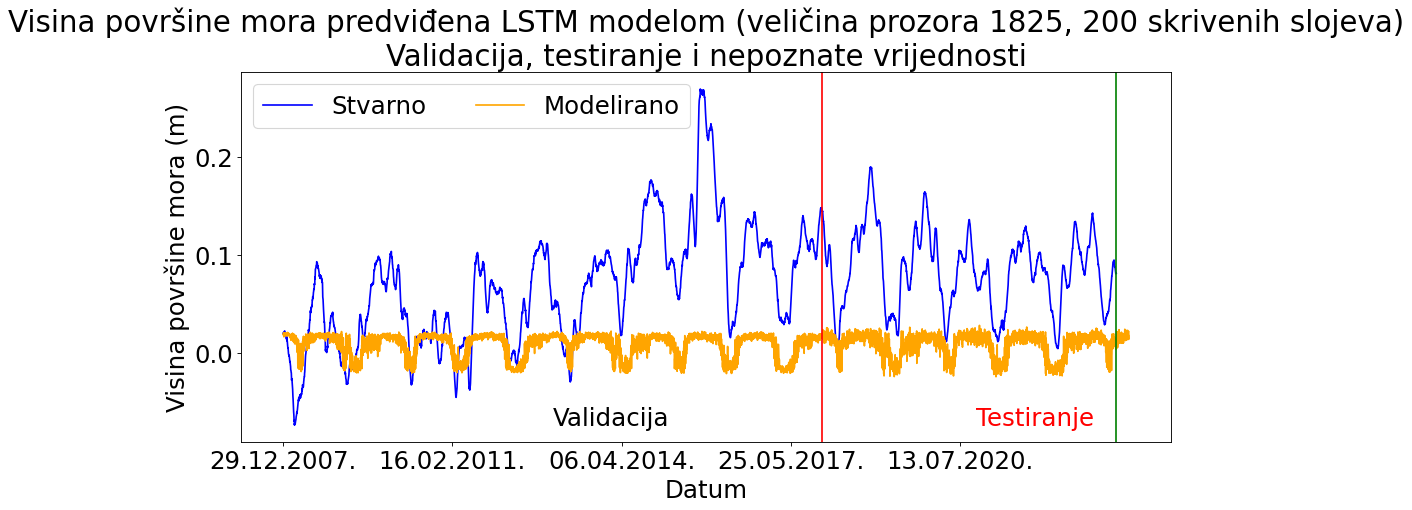 Visina površine mora predviđena LSTM modelom (veličina prozora 1825, 200 skrivenih slojeva)
Validacija, testiranje i nepoznate vrijednosti
Stvarno
Modelirano
Visina površine mora (m)
0.2
0.1
0.0
Validacija
Testiranje
29.12.2007.
16.02.2011.
06.04.2014.
25.05.2017.
13.07.2020.
Datum